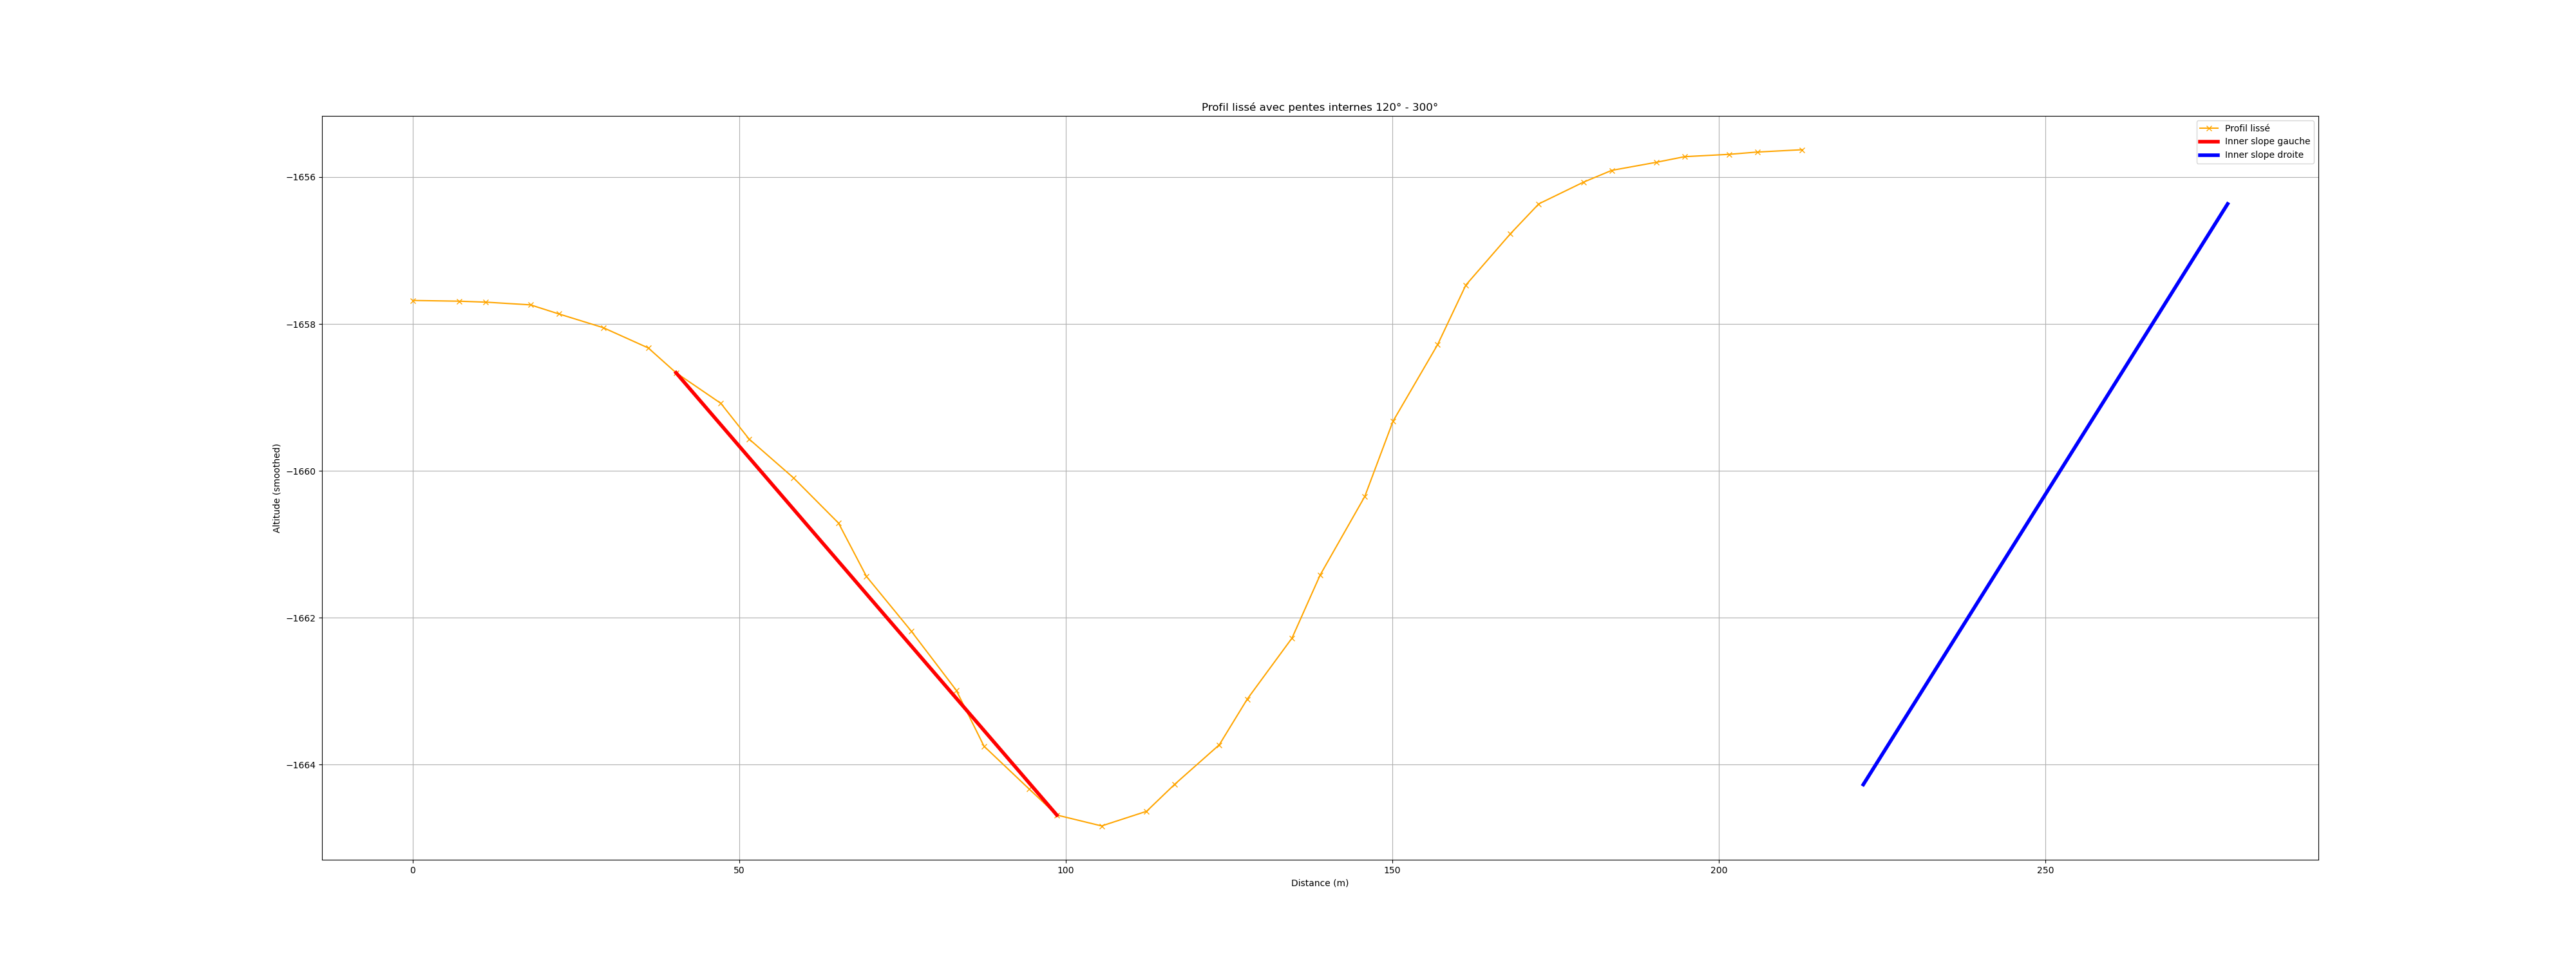 Profil lissé avec pentes internes 120° - 300°
Profil lissé
Inner slope gauche
Inner slope droite
−1656
−1658
−1660
−1662
−1664
Altitude (smoothed)
0
50
100
150
200
250
Distance (m)